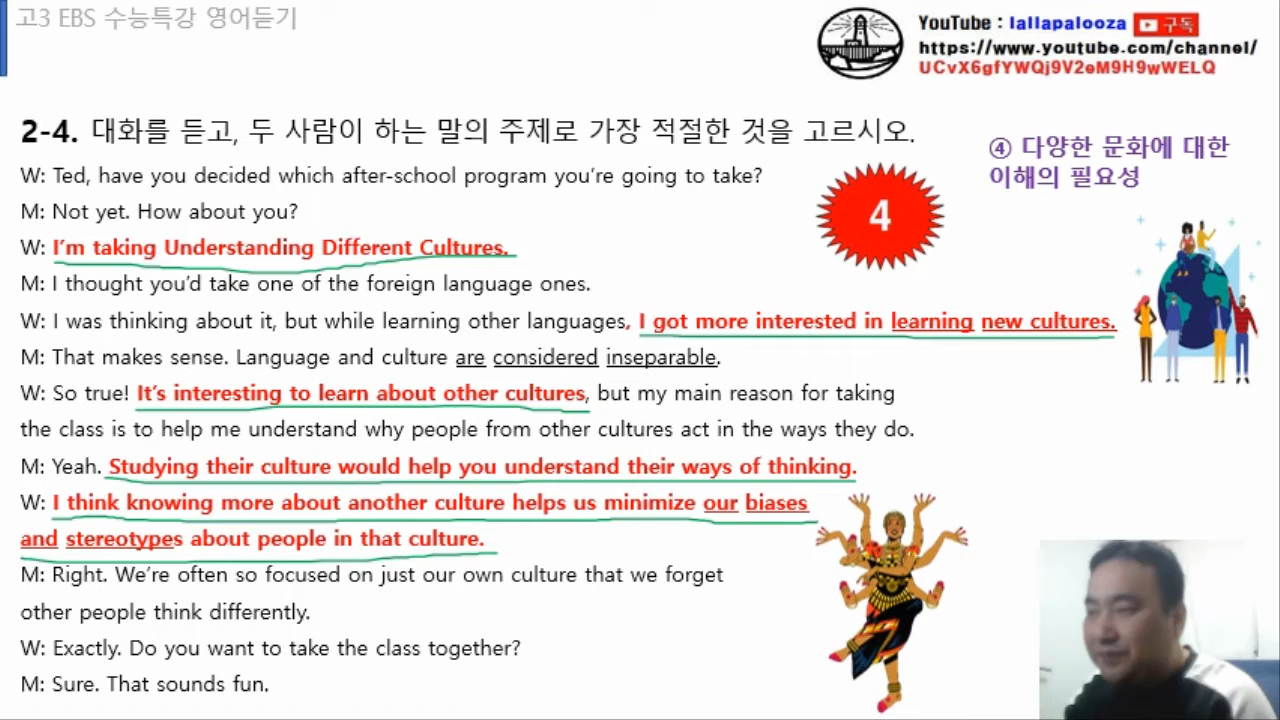 고3 EBS 수능특강 영어듣기
YouTube : lallapalooza 구독
https://www.youtube.com/channel/
UCvX6gfYWQj9V2eM9H9wWELQ
2-4. 대화를 듣고, 두 사람이 하는 말의 주제로 가장 적절한 것을 고르시오.
④ 다양한 문화에 대한
이해의 필요성
4
W: Ted, have you decided which after-school program you're going to take?
M: Not yet. How about you?
W: I'm taking Understanding Different Cultures.
M: I thought you'd take one of the foreign language ones.
W: I was thinking about it, but while learning other languages, I got more interested in learning new cultures.
M: That makes sense. Language and culture are considered inseparable.
W: So true! It's interesting to learn about other cultures, but my main reason for taking
the class is to help me understand why people from other cultures act in the ways they do.
M: Yeah. Studying their culture would help you understand their ways of thinking.
W: I think knowing more about another culture helps us minimize our biases
and stereotypes about people in that culture.
M: Right. We're often so focused on just our own culture that we forget
other people think differently.
W: Exactly. Do you want to take the class together?
M: Sure. That sounds fun.